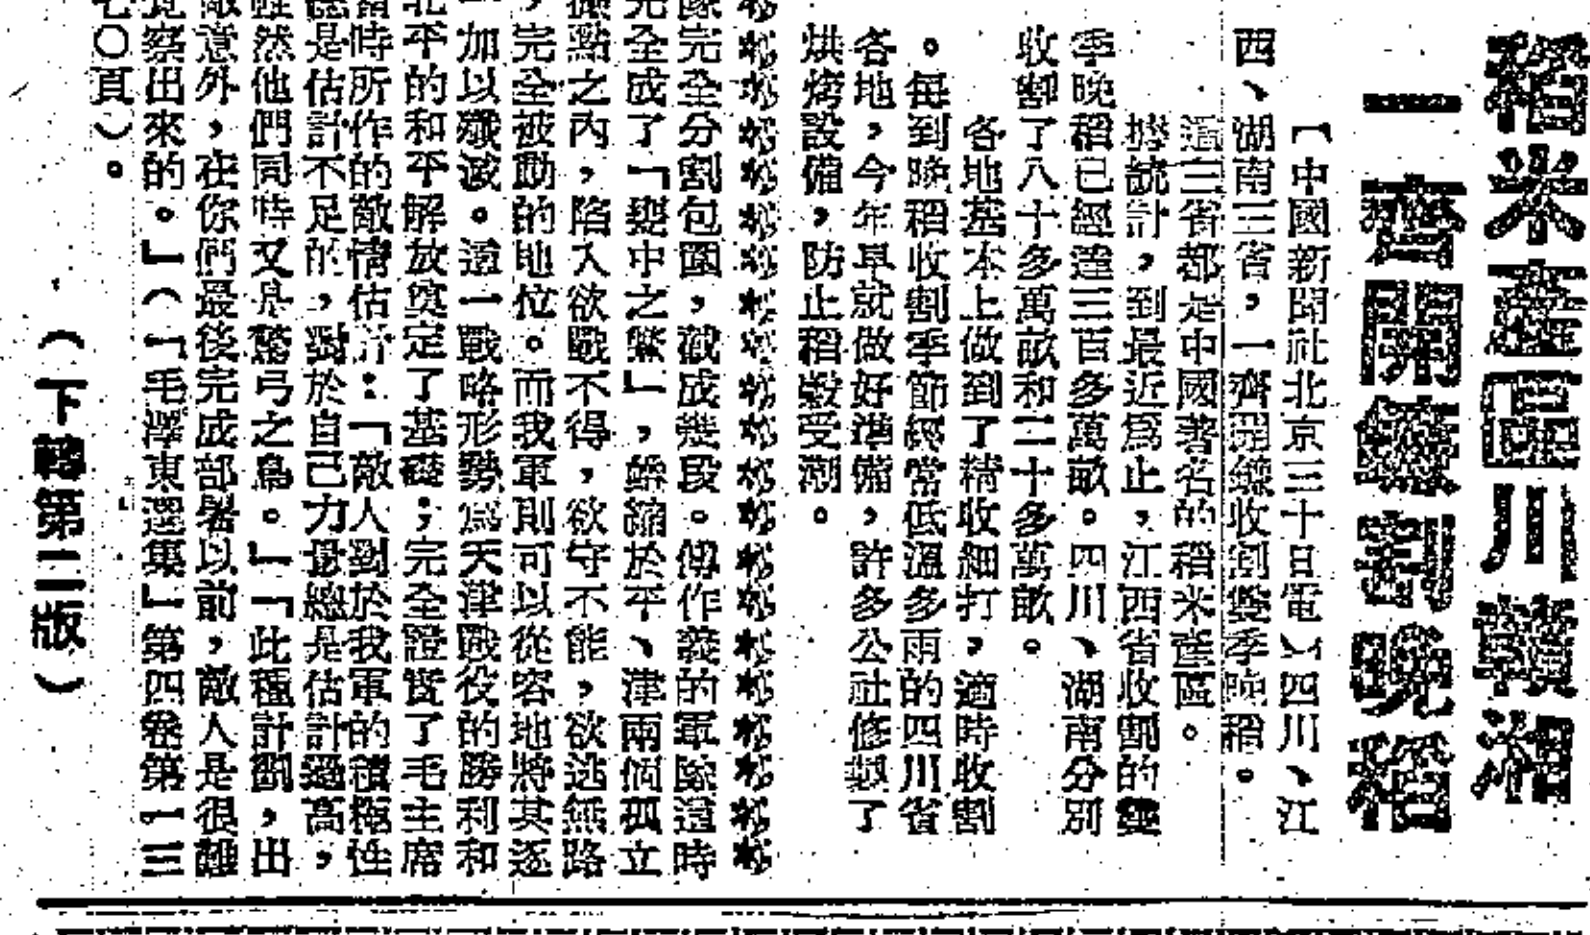 稻米產區川贛湘
一齊開鐮割晚稻
【中國新聞社北京三十日電】四川、江
西、湖南三省，一齊開鐮收割雙季晚稻。
這三省都是中國著名的稻米產區。
據統計，到最近爲止，江西省收割的雙
季晚稻已經達三百多萬畝。四川、湖南分別
收割了八十多萬畝和二十多萬畝。
各地基本上做到了精收細打，適時收割
。每到晚稻收割季節經常低溫多雨的四川省
各地，今年早就做好準備，許多公社修整了
烘烤設備，防止稻穀受潮。
隊完全分割包圍，截成幾段。傅作義的軍隊這時
完全成了「甕中之鱉」，龜縮於平、津兩個孤立
據點之內，陷入欲戰不得，欲守不能，欲逃無路
，完全被動的地位。而我軍則可以從容地將其逐
一加以殲滅。這一戰略形勢爲天津戰役的勝利和
北平的和平解放奠定了基礎；完全證實了毛主席
當時所作的敵情估計：「敵人對於我軍的積極性
總是估計不足的，對於自己力量總是估計過高，
雖然他們同時又是驚弓之鳥。」「此種計劃，出
敵意外，在你們最後完成部署以前，敵人是很難
覺察出來的。」（「毛澤東選集」第四卷第一三
七〇頁）。
（下轉第二版）